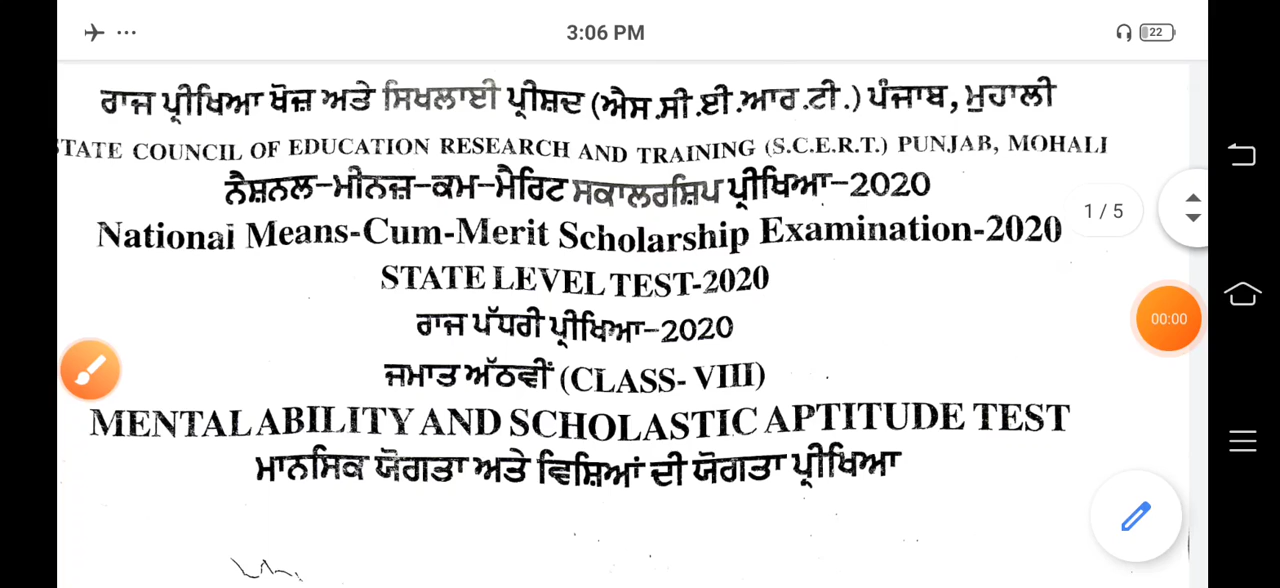 3:06 PM
22
ਰਾਜ ਪ੍ਰੀਖਿਆ ਖੋਜ਼ ਅਤੇ ਸਿਖਲਾਈ ਪ੍ਰੀਸ਼ਦ (ਐਸ.ਸੀ.ਈ.ਆਰ.ਟੀ.) ਪੰਜਾਬ, ਮੁਹਾਲੀ
TATE COUNCIL OF EDUCATION RESEARCH AND TRAINING (S.C.E.R.T.) PUNJAB, MOHALI
ਨੈਸ਼ਨਲ-ਮੀਨਜ਼-ਕਮ-ਮੈਰਿਟ ਸਕਾਲਰਸ਼ਿਪ ਪ੍ਰੀਖਿਆ-2020
1 / 5
National Means-Cum-Merit Scholarship Examination-2020
STATE LEVEL TEST-2020
00:00
ਰਾਜ ਪੱਧਰੀ ਪ੍ਰੀਖਿਆ-2020
ਜਮਾਤ ਅੱਠਵੀਂ (CLASS- VIII)
MENTAL ABILITY AND SCHOLASTIC APTITUDE TEST
ਮਾਨਸਿਕ ਯੋਗਤਾ ਅਤੇ ਵਿਸ਼ਿਆਂ ਦੀ ਯੋਗਤਾ ਪ੍ਰੀਖਿਆ